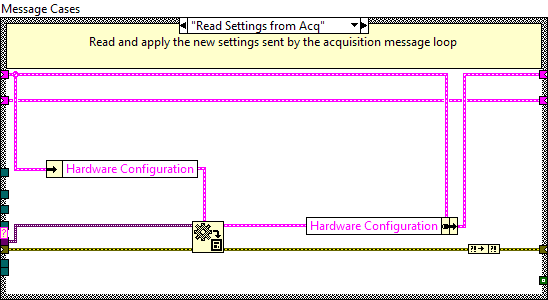 Message Cases
"Read Settings from Acq"
Read and apply the new settings sent by the acquisition message loop
Hardware Configuration
Hardware Configuration
?
?!
?!